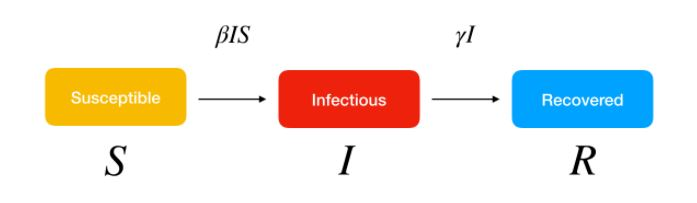 βIS γI
Susceptible Infectious Recovered
S I R